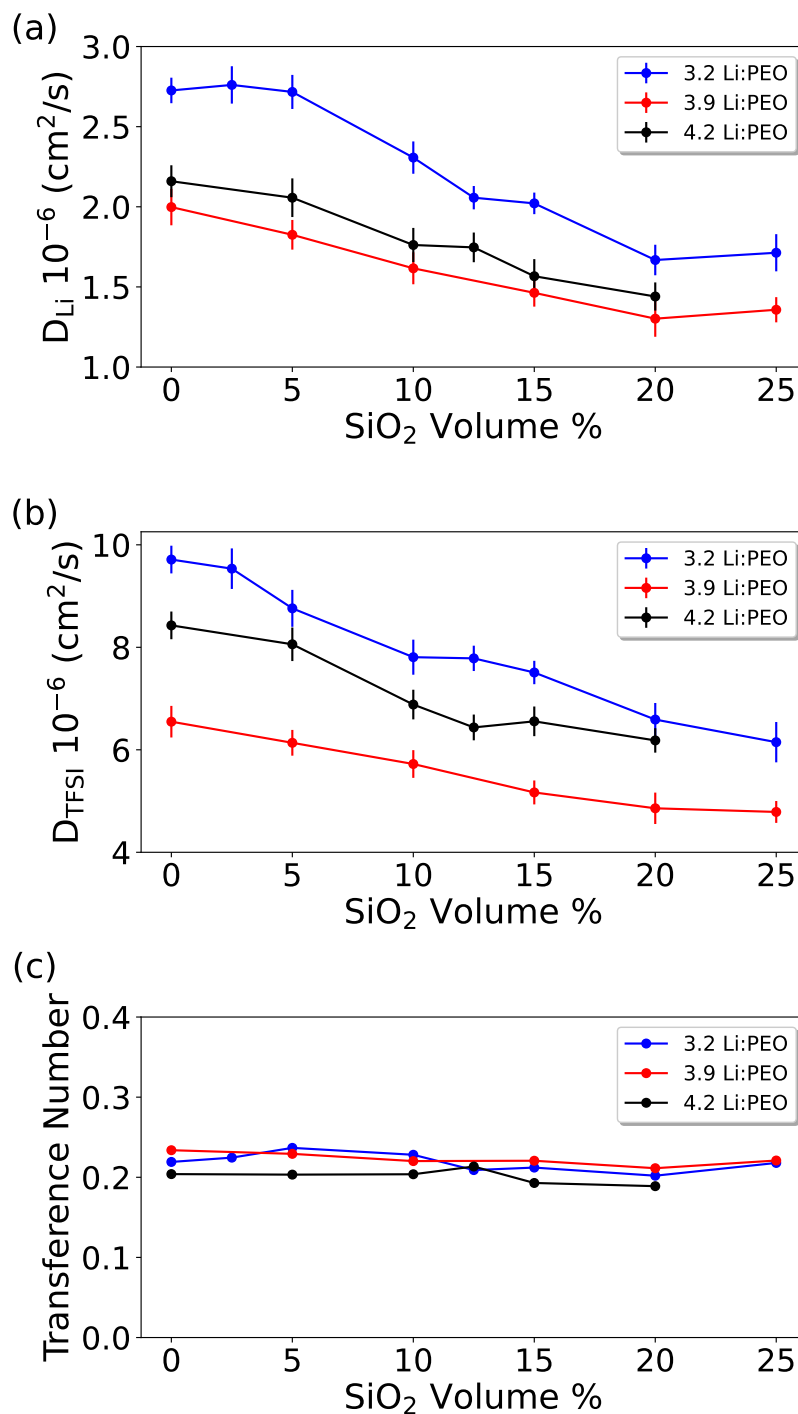 (a)
3.0
2.5
2.0
1.5
1.0
D_Li 10⁻⁶ (cm²/s)
3.2 Li:PEO
3.9 Li:PEO
4.2 Li:PEO
0 5 10 15 20 25
SiO₂ Volume %
(b)
10
8
6
4
D_TFSI 10⁻⁶ (cm²/s)
3.2 Li:PEO
3.9 Li:PEO
4.2 Li:PEO
0 5 10 15 20 25
SiO₂ Volume %
(c)
0.4
0.3
0.2
0.1
0.0
Transference Number
3.2 Li:PEO
3.9 Li:PEO
4.2 Li:PEO
0 5 10 15 20 25
SiO₂ Volume %